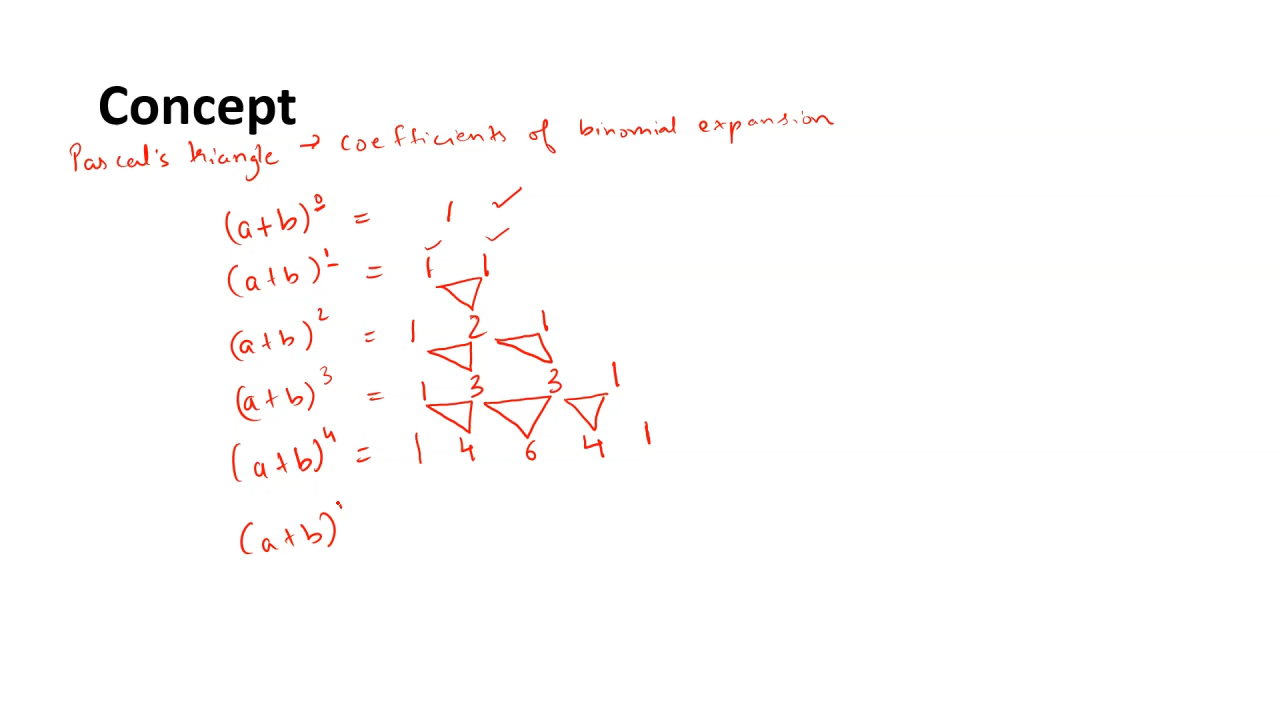 Concept
Pascal's triangle → coefficients of binomial expansion
(a+b)^0 = 1 ✓
(a+b)^1 = 1 1
(a+b)^2 = 1 2 1
(a+b)^3 = 1 3 3 1
(a+b)^4 = 1 4 6 4 1
(a+b)